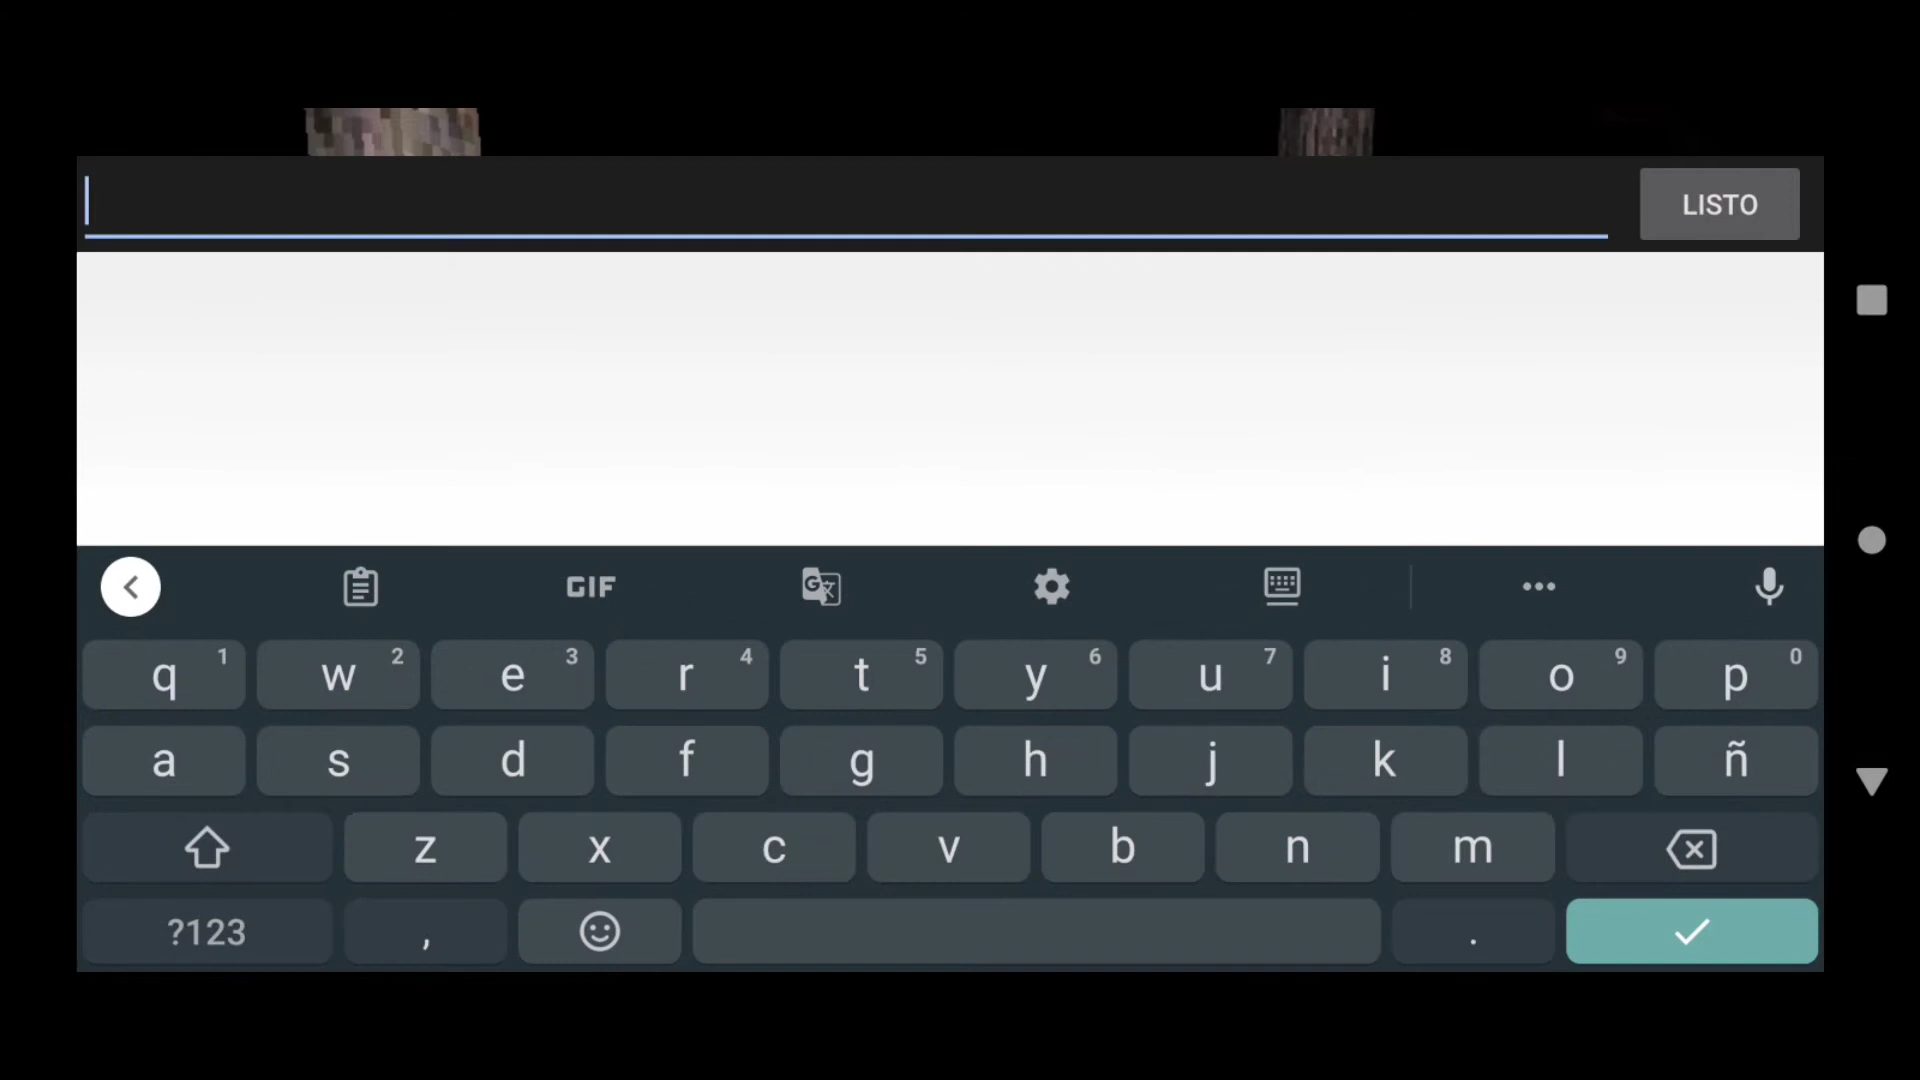 LISTO
GIF
q 1 w 2 e 3 r 4 t 5 y 6 u 7 i 8 o 9 p 0
a s d f g h j k l ñ
z x c v b n m
?123 , .